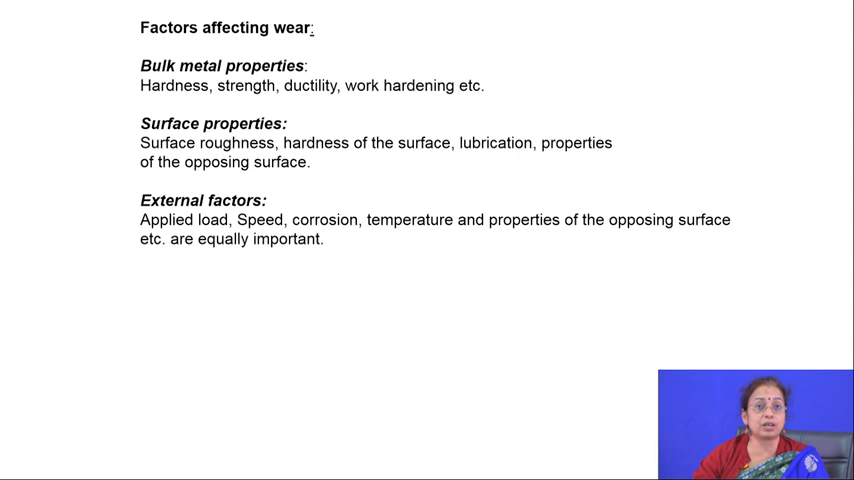 Factors affecting wear:
Bulk metal properties:
Hardness, strength, ductility, work hardening etc.
Surface properties:
Surface roughness, hardness of the surface, lubrication, properties
of the opposing surface.
External factors:
Applied load, Speed, corrosion, temperature and properties of the opposing surface
etc. are equally important.